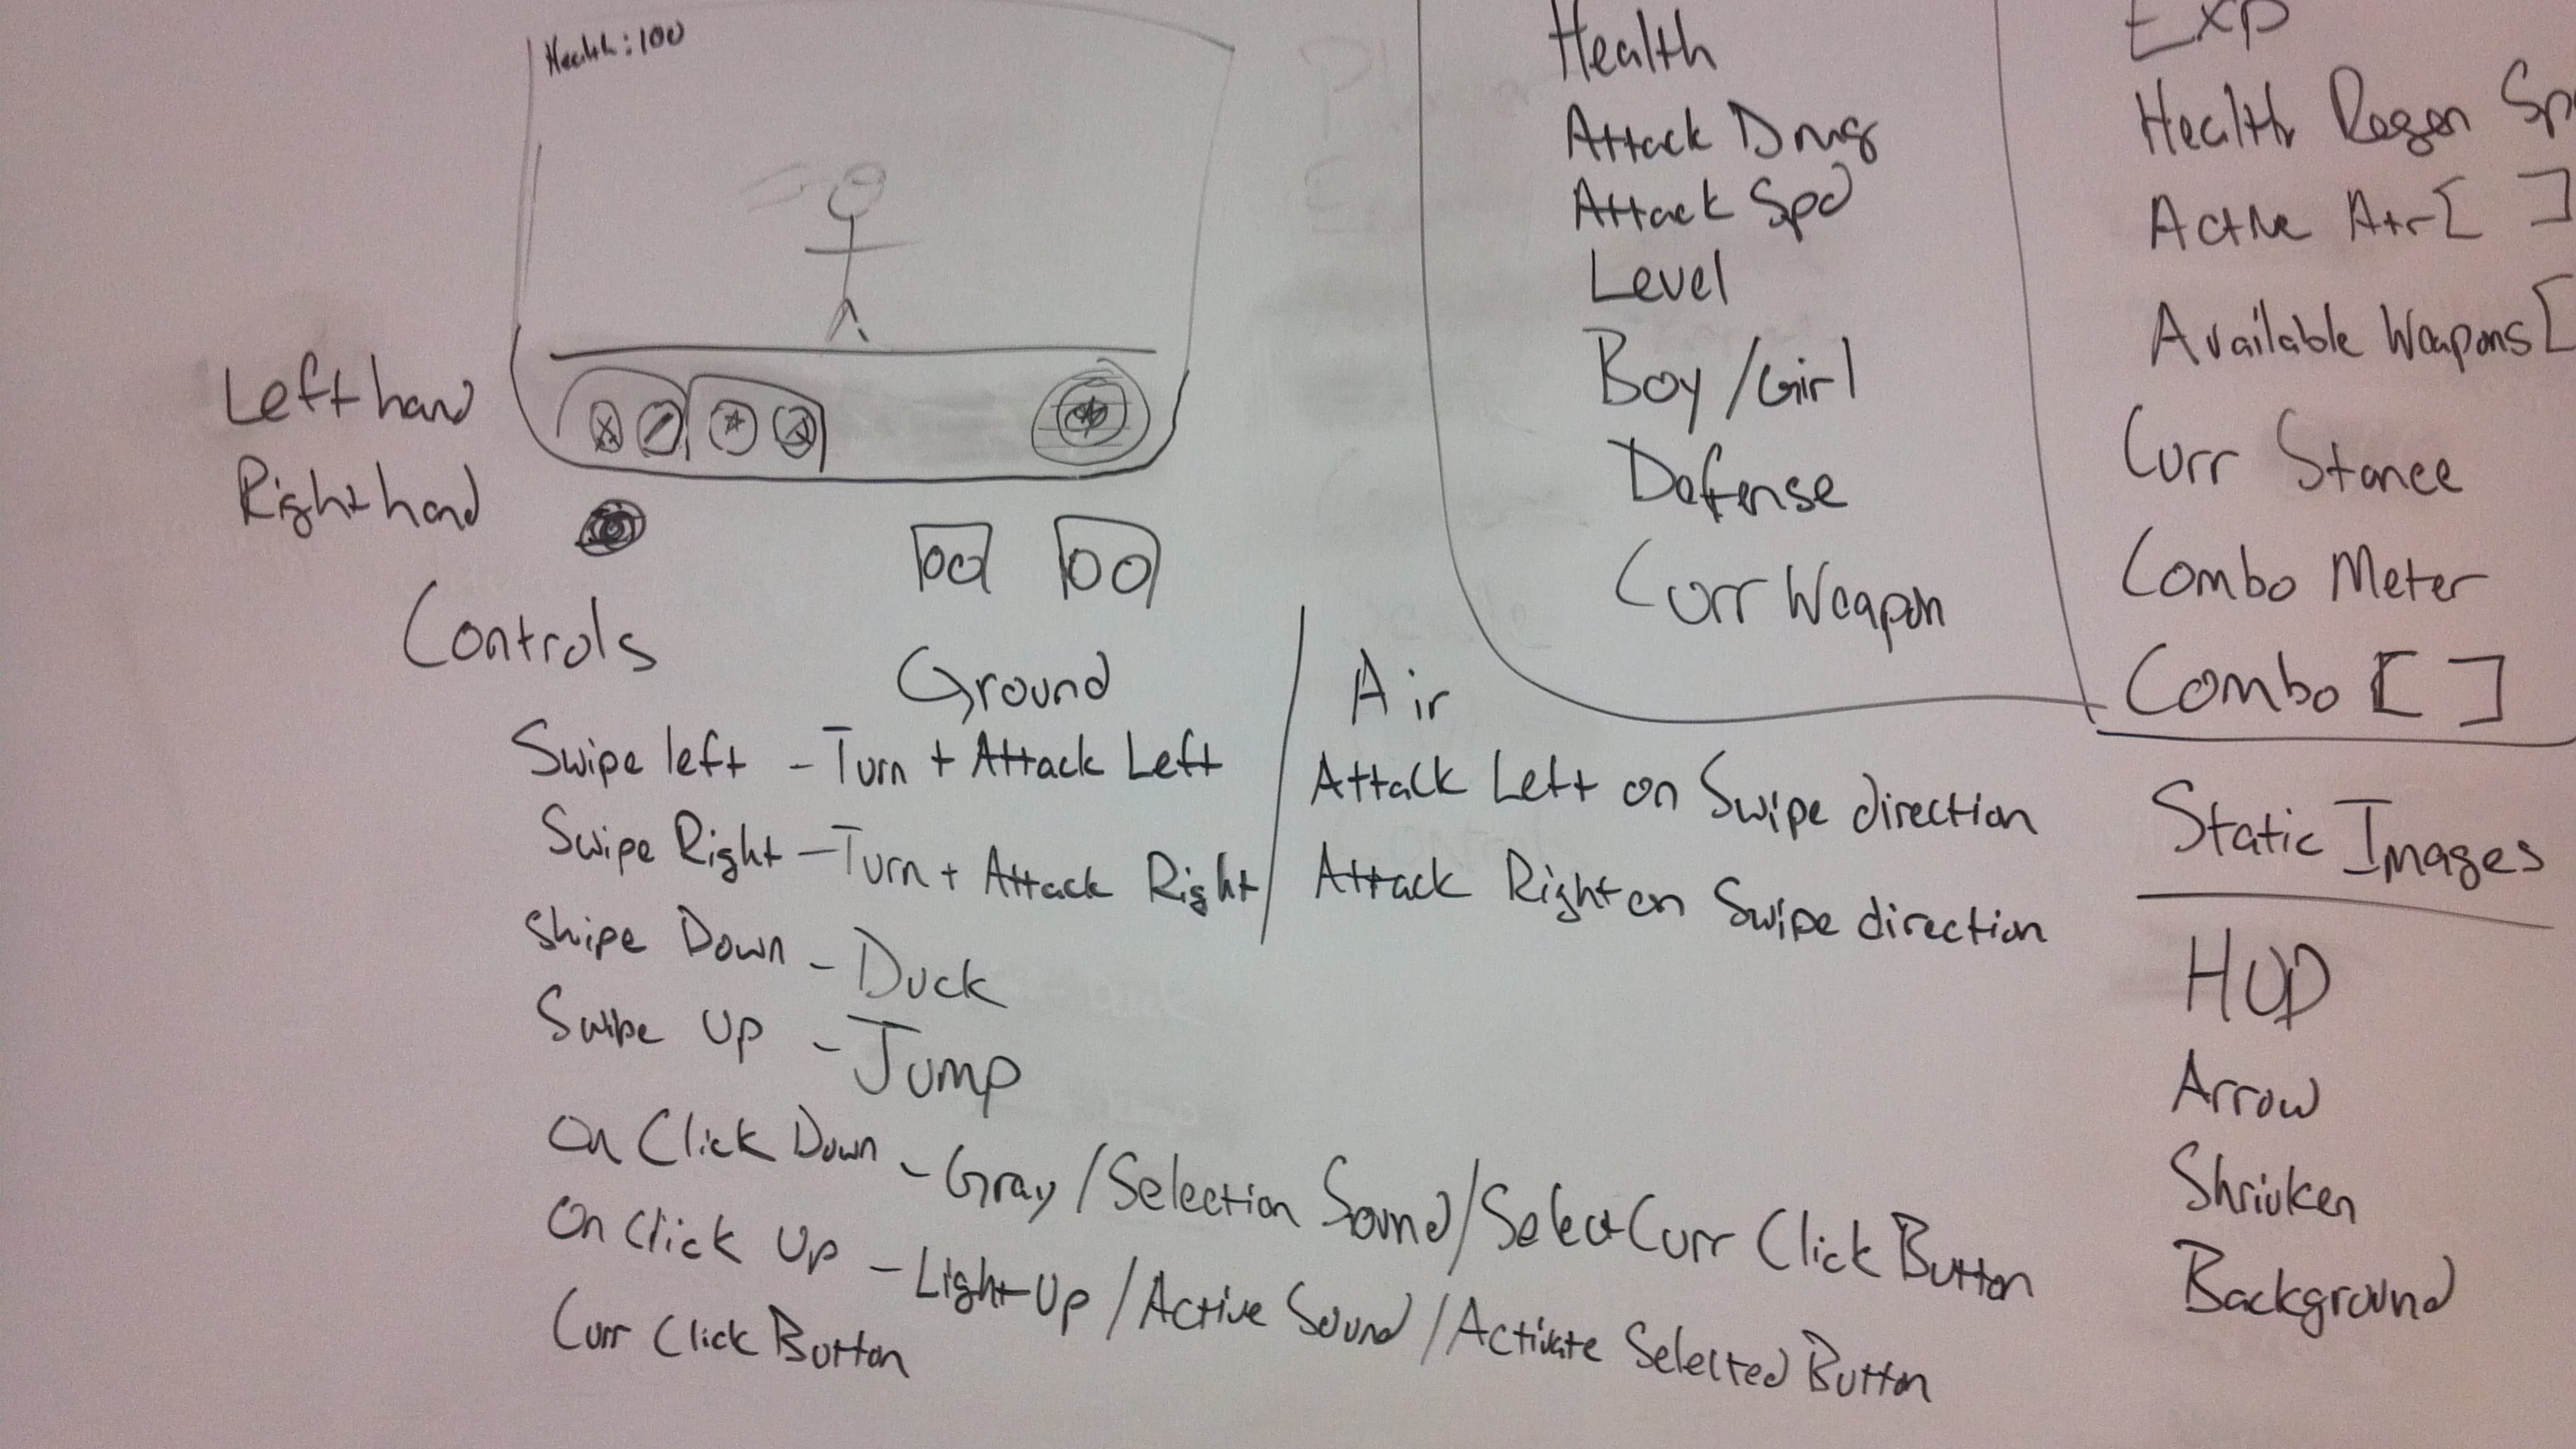 Health: 100
Left hand
Right hand
Controls
Ground / Air
Swipe left - Turn + Attack Left / Attack Left on Swipe direction
Swipe Right - Turn + Attack Right / Attack Right on Swipe direction
Swipe Down - Duck
Swipe Up - Jump
On Click Down - Gray / Selection Sound / Select Curr Click Button
On Click Up - Light Up / Active Sound / Activate Selected Button
Curr Click Button
Health
Attack Dmg
Attack Spd
Level
Boy / Girl
Defense
Curr Weapon
Exp
Health Regen Sp
Active Atr [ ]
Available Weapons [
Curr Stance
Combo Meter
Combo [ ]
Static Images
HUD
Arrow
Shriuken
Background